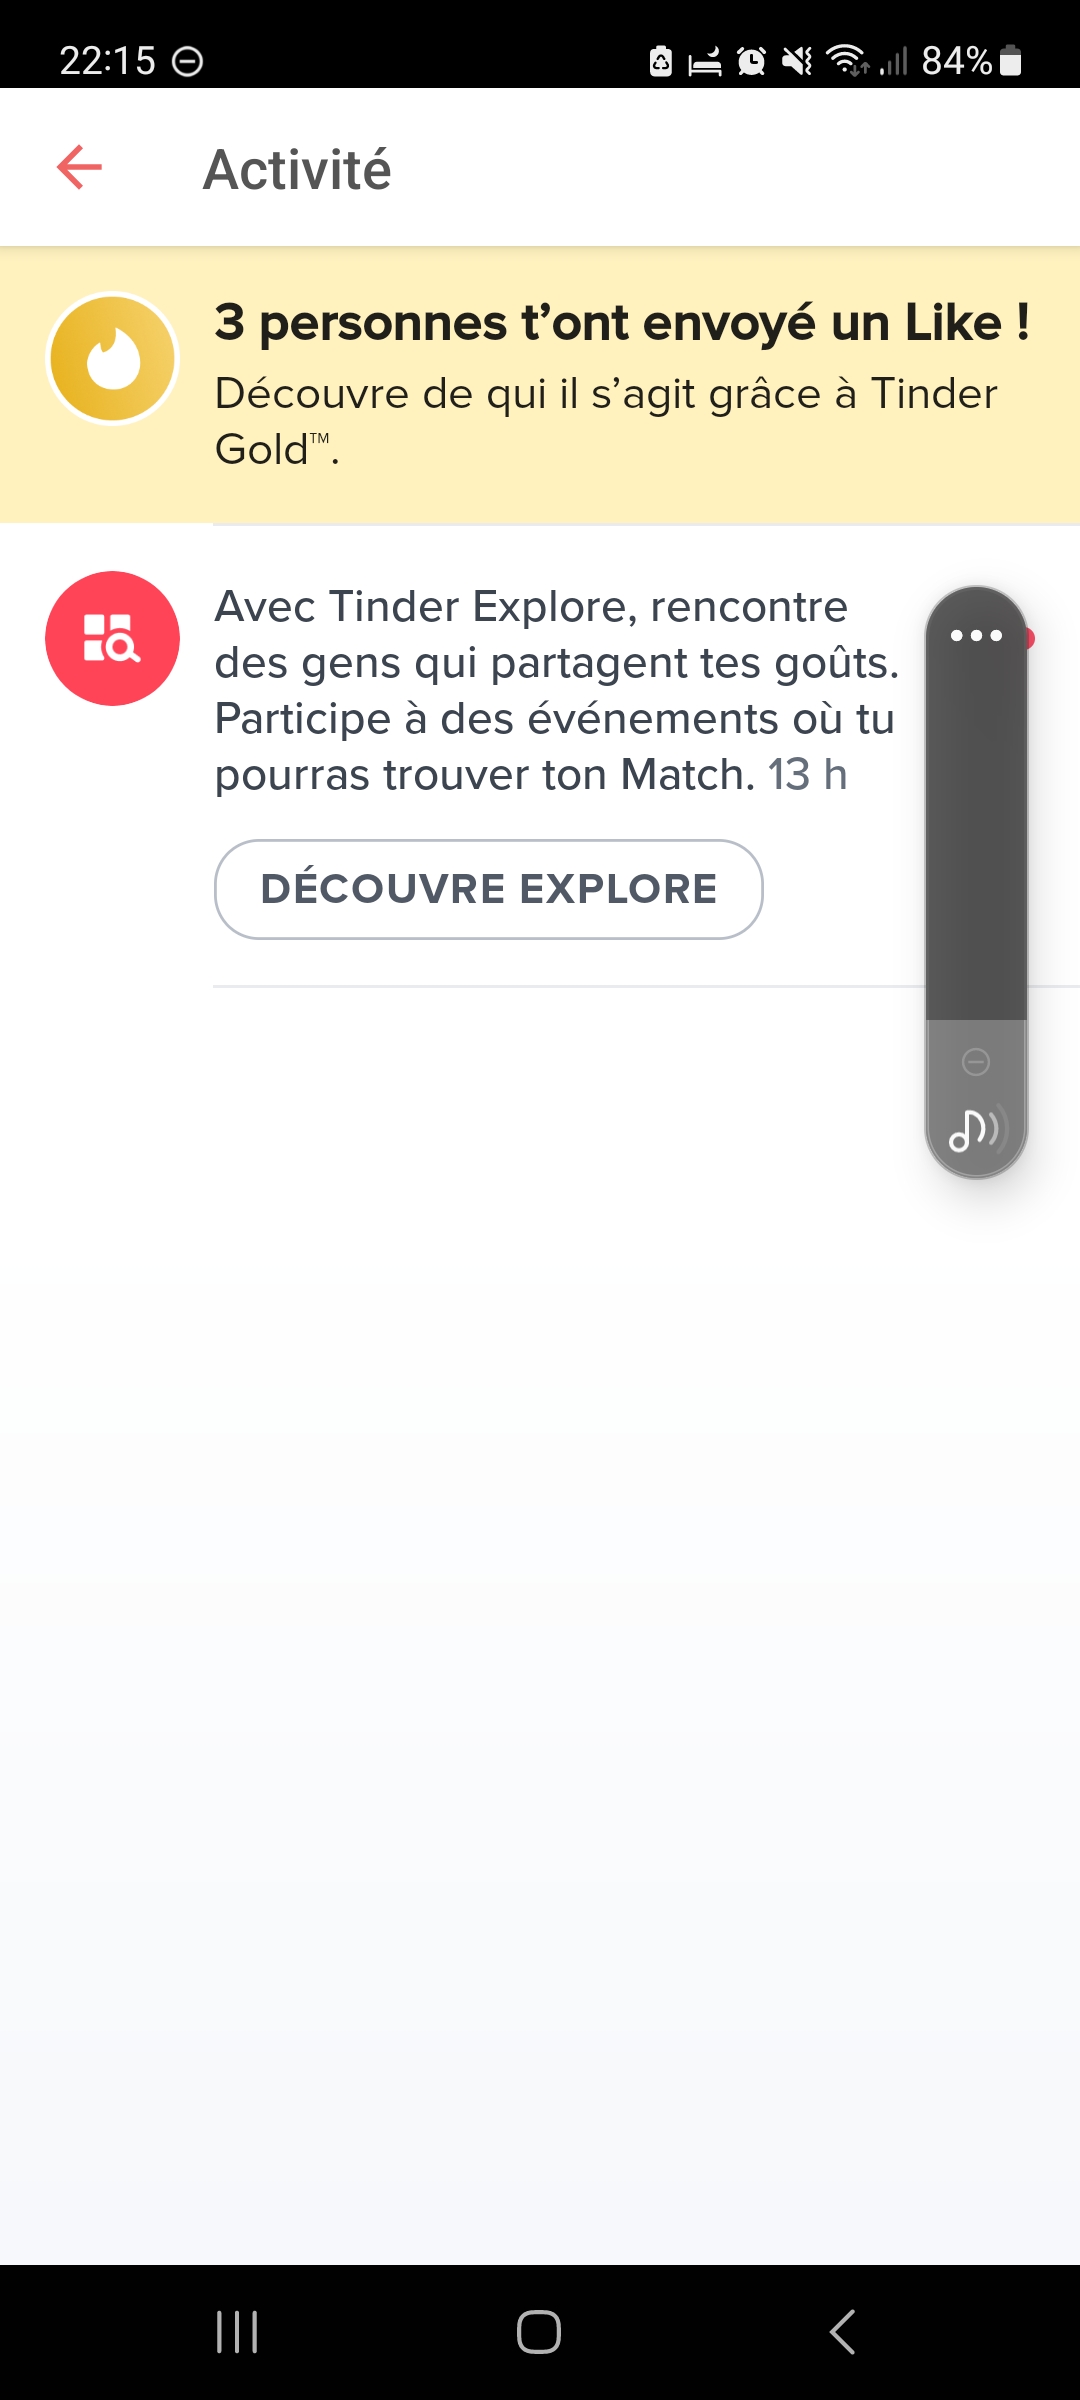 22:15 84%
Activité
3 personnes t’ont envoyé un Like !
Découvre de qui il s’agit grâce à Tinder
Gold™.
Avec Tinder Explore, rencontre
des gens qui partagent tes goûts.
Participe à des événements où tu
pourras trouver ton Match. 13 h
DÉCOUVRE EXPLORE